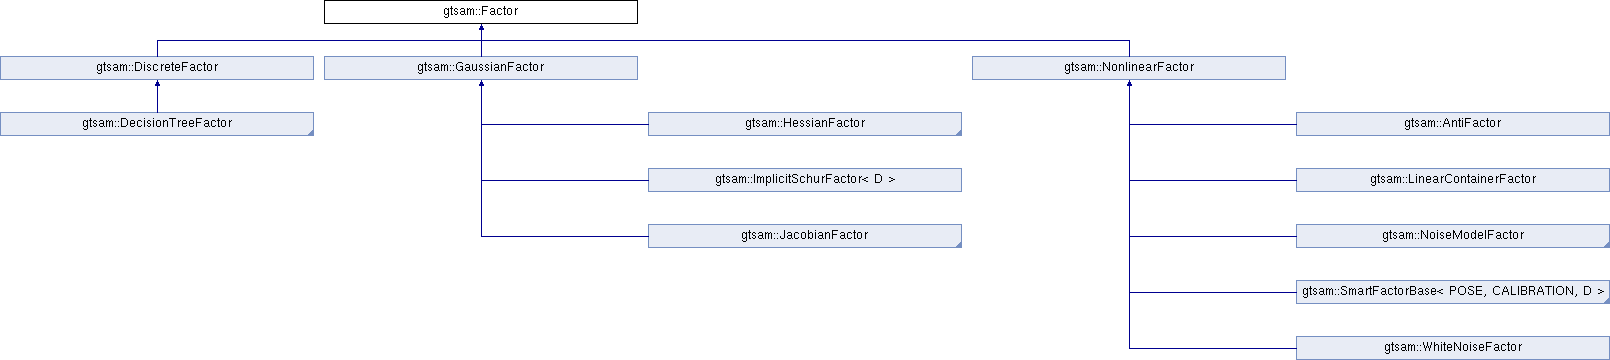 gtsam::Factor
gtsam::DiscreteFactor
gtsam::GaussianFactor
gtsam::NonlinearFactor
gtsam::DecisionTreeFactor
gtsam::HessianFactor
gtsam::AntiFactor
gtsam::ImplicitSchurFactor< D >
gtsam::LinearContainerFactor
gtsam::JacobianFactor
gtsam::NoiseModelFactor
gtsam::SmartFactorBase< POSE, CALIBRATION, D >
gtsam::WhiteNoiseFactor